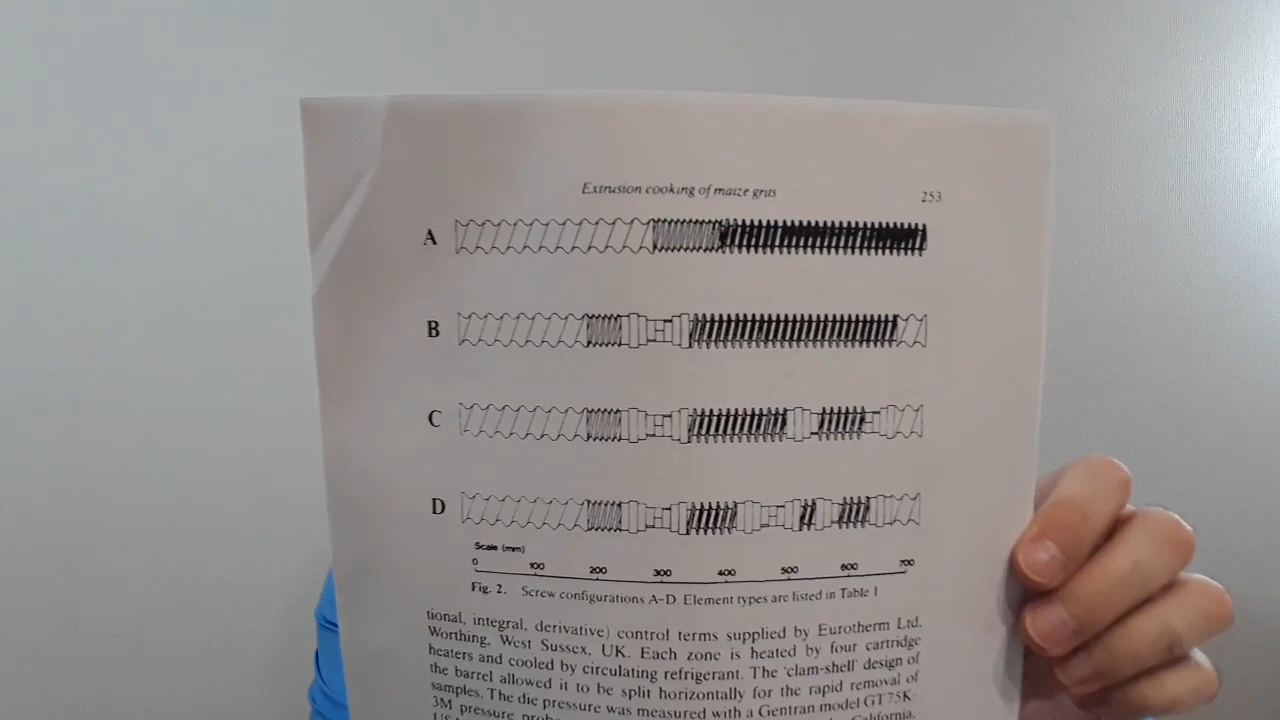 Extrusion cooking of maize grits 253
A
B
C
D
Scale (mm)
0 100 200 300 400 500 600 700
Fig. 2. Screw configurations A–D. Element types are listed in Table 1
tional, integral, derivative) control terms supplied by Eurotherm Ltd,
Worthing, West Sussex, UK. Each zone is heated by four cartridge
heaters and cooled by circulating refrigerant. The 'clam-shell' design of
the barrel allowed it to be split horizontally for the rapid removal of
samples. The die pressure was measured with a Gentran model GT75K-
3M pressure California,